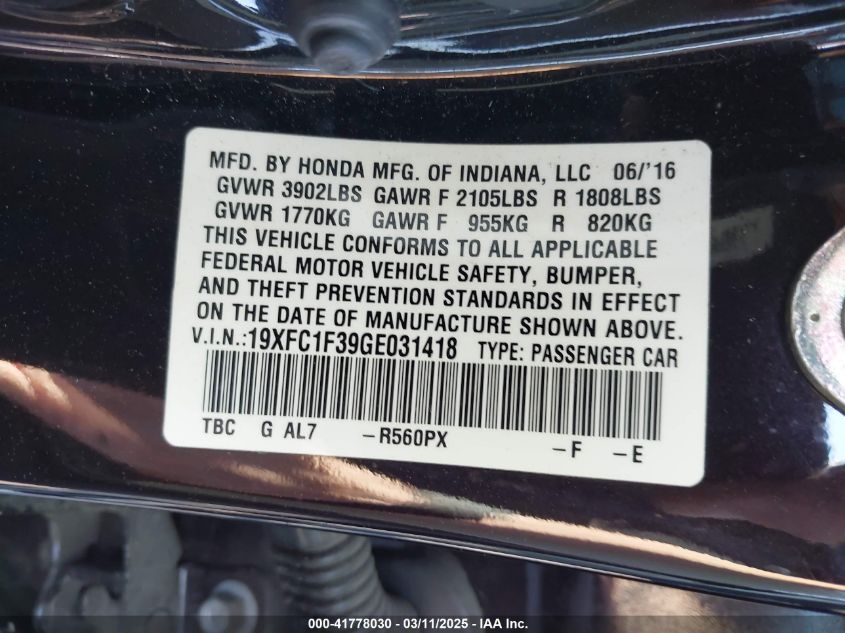 MFD. BY HONDA MFG. OF INDIANA, LLC 06/'16
GVWR 3902LBS GAWR F 2105LBS R 1808LBS
GVWR 1770KG GAWR F 955KG R 820KG
THIS VEHICLE CONFORMS TO ALL APPLICABLE
FEDERAL MOTOR VEHICLE SAFETY, BUMPER,
AND THEFT PREVENTION STANDARDS IN EFFECT
ON THE DATE OF MANUFACTURE SHOWN ABOVE.
V.I.N.:19XFC1F39GE031418 TYPE: PASSENGER CAR
TBC G AL7 -R560PX -F -E
000-41778030 - 03/11/2025 - IAA Inc.